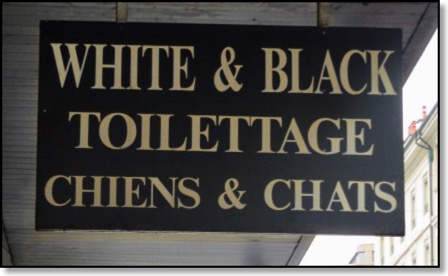 WHITE & BLACK
TOILETTAGE
CHIENS & CHATS